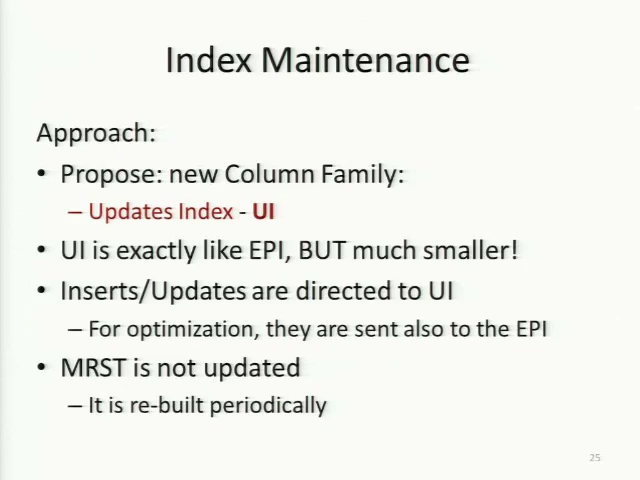 Index Maintenance
Approach:
• Propose: new Column Family:
– Updates Index - UI
• UI is exactly like EPI, BUT much smaller!
• Inserts/Updates are directed to UI
– For optimization, they are sent also to the EPI
• MRST is not updated
– It is re-built periodically
25